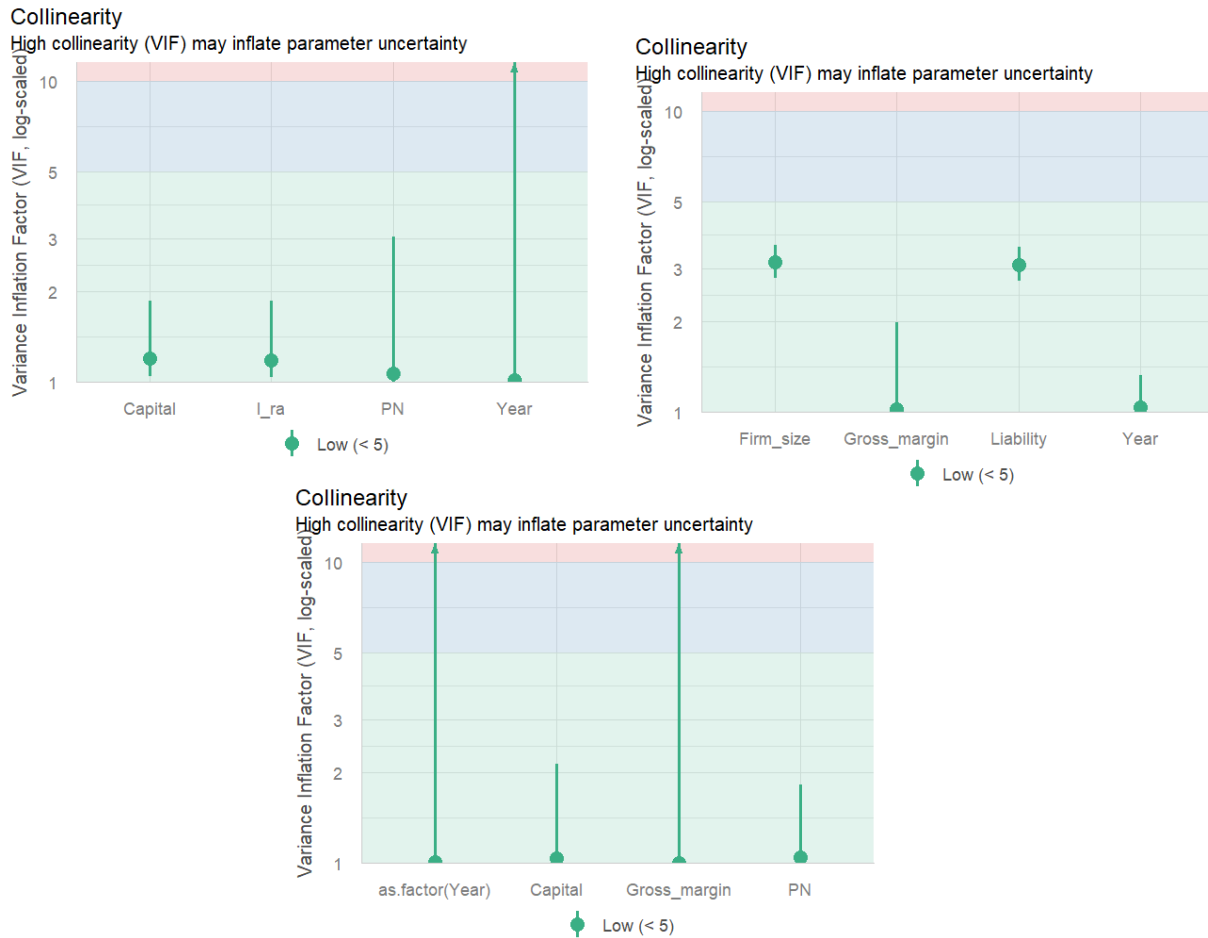 Collinearity
High collinearity (VIF) may inflate parameter uncertainty
Variance Inflation Factor (VIF, log-scaled)
10
5
3
2
1
Capital I_ra PN Year
Low (< 5)
Collinearity
High collinearity (VIF) may inflate parameter uncertainty
Variance Inflation Factor (VIF, log-scaled)
10
5
3
2
1
Firm_size Gross_margin Liability Year
Low (< 5)
Collinearity
High collinearity (VIF) may inflate parameter uncertainty
Variance Inflation Factor (VIF, log-scaled)
10
5
3
2
1
as.factor(Year) Capital Gross_margin PN
Low (< 5)